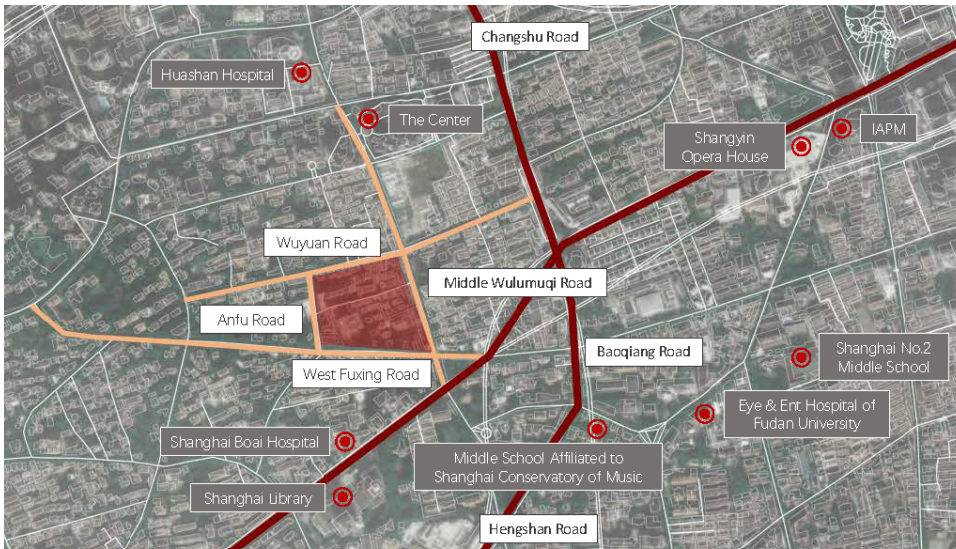 Changshu Road
Huashan Hospital
The Center
Shangyin
Opera House
IAPM
Wuyuan Road
Middle Wulumuqi Road
Anfu Road
Baoqiang Road
West Fuxing Road
Shanghai No.2
Middle School
Eye & Ent Hospital of
Fudan University
Shanghai Boai Hospital
Middle School Affiliated to
Shanghai Conservatory of Music
Shanghai Library
Hengshan Road